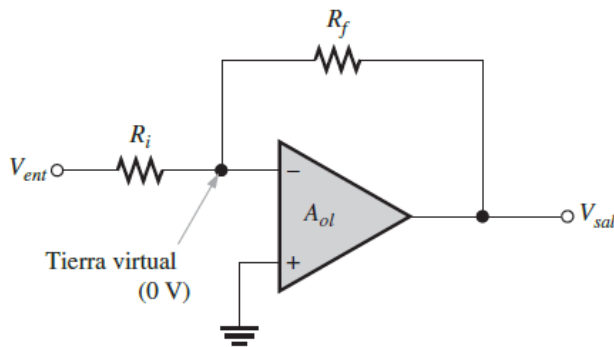 R_f
R_i
V_ent
−
A_ol
V_sal
+
Tierra virtual
(0 V)